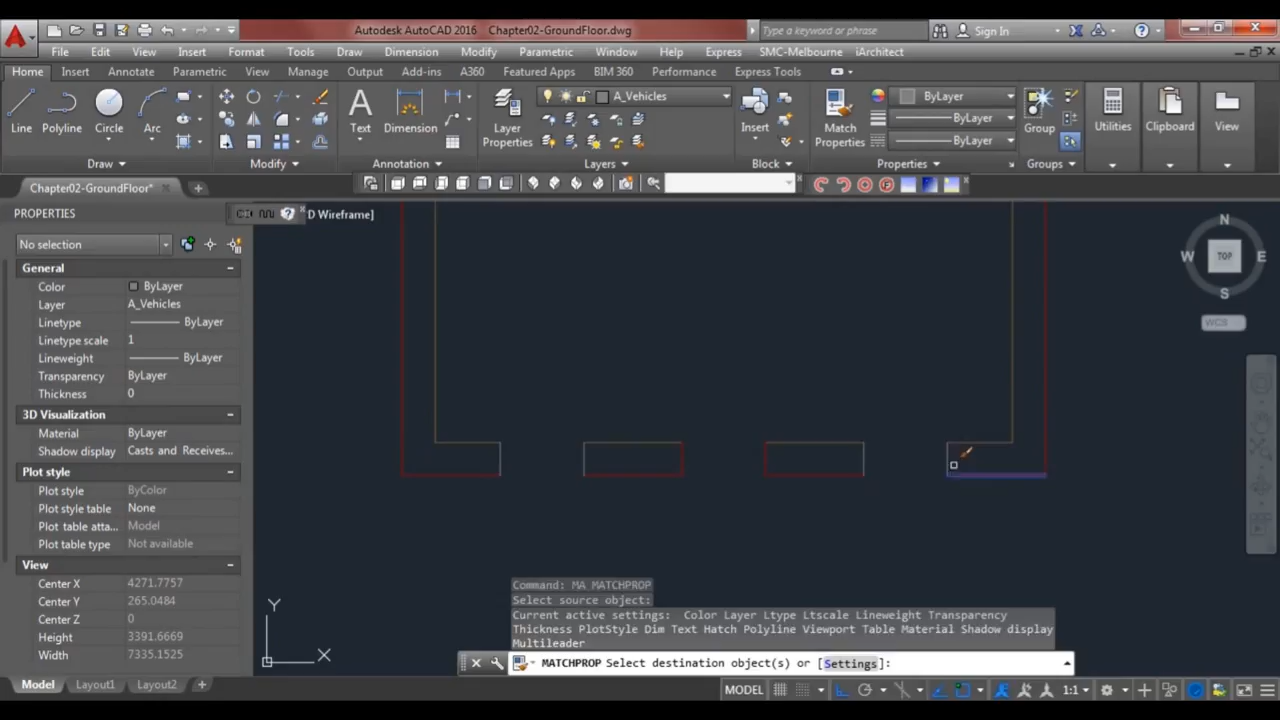 Autodesk AutoCAD 2016 Chapter02-GroundFloor.dwg
Type a keyword or phrase
Sign In
File Edit View Insert Format Tools Draw Dimension Modify Parametric Window Help Express SMC-Melbourne iArchitect
Home Insert Annotate Parametric View Manage Output Add-ins A360 Featured Apps BIM 360 Performance Express Tools
A_Vehicles
ByLayer
ByLayer
ByLayer
Line Polyline Circle Arc Text Dimension Layer Properties Insert Match Properties Group Utilities Clipboard View
Draw Modify Annotation Layers Block Properties Groups
Chapter02-GroundFloor*
PROPERTIES
D Wireframe]
No selection
General
Color ByLayer
Layer A_Vehicles
Linetype ByLayer
Linetype scale 1
Lineweight ByLayer
Transparency ByLayer
Thickness 0
3D Visualization
Material ByLayer
Shadow display Casts and Receives...
Plot style
Plot style ByColor
Plot style table None
Plot table atta... Model
Plot table type Not available
View
Center X 4271.7757
Center Y 265.0484
Center Z 0
Height 3391.6669
Width 7335.1525
N
W TOP E
S
WCS
Y
X
Command: MA MATCHPROP
Select source object:
Current active settings: Color Layer Ltype Ltscale Lineweight Transparency
Thickness PlotStyle Dim Text Hatch Polyline Viewport Table Material Shadow display
Multileader
MATCHPROP Select destination object(s) or [Settings]:
Model Layout1 Layout2
MODEL
1:1